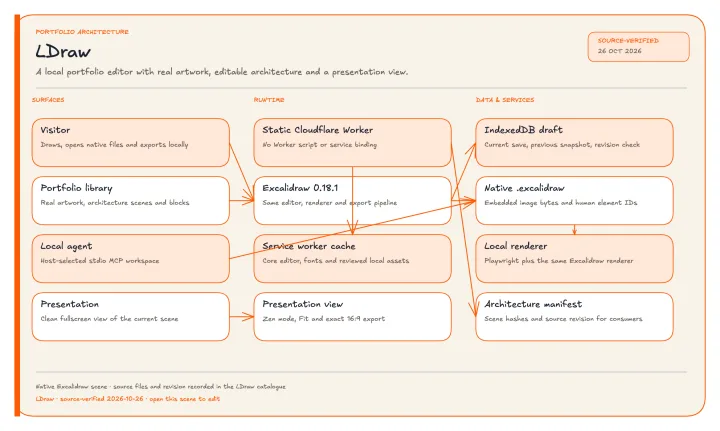 PORTFOLIO ARCHITECTURE
LDraw
A local portfolio editor with real artwork, editable architecture and a presentation view.
SOURCE-VERIFIED
26 OCT 2026
SURFACES
RUNTIME
DATA & SERVICES
Visitor
Draws, opens native files and exports locally
Static Cloudflare Worker
No Worker script or service binding
IndexedDB draft
Current save, previous snapshot, revision check
Portfolio library
Real artwork, architecture scenes and blocks
Excalidraw 0.18.1
Same editor, renderer and export pipeline
Native .excalidraw
Embedded image bytes and human element IDs
Local agent
Host-selected stdio MCP workspace
Service worker cache
Core editor, fonts and reviewed local assets
Local renderer
Playwright plus the same Excalidraw renderer
Presentation
Clean fullscreen view of the current scene
Presentation view
Zen mode, Fit and exact 16:9 export
Architecture manifest
Scene hashes and source revision for consumers
Native Excalidraw scene · source files and revision recorded in the LDraw catalogue
LDraw · source-verified 2026-10-26 · open this scene to edit